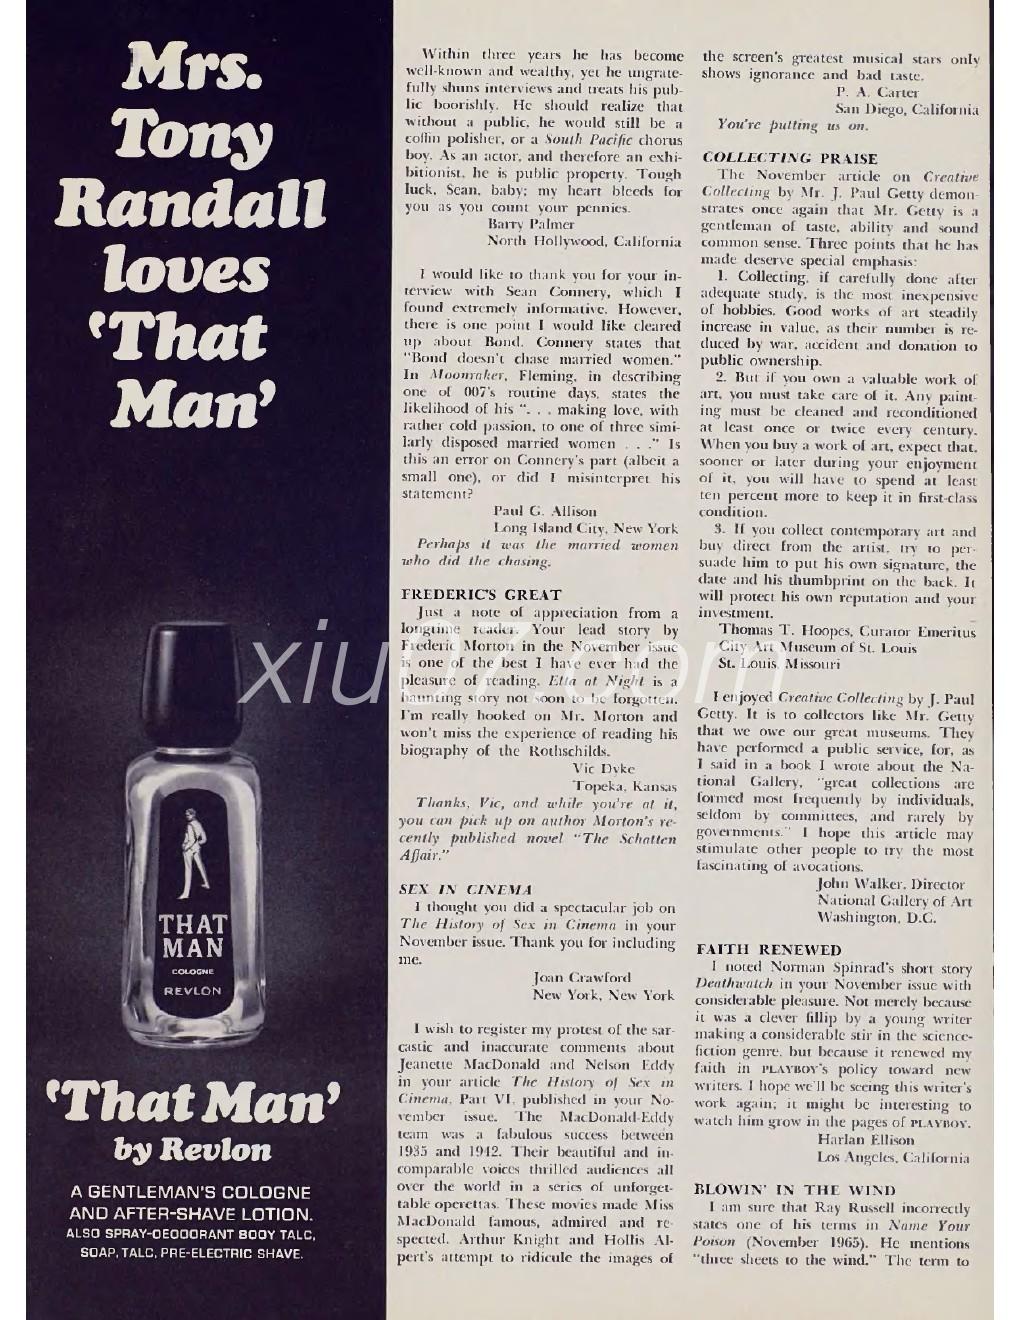 Mrs.
Tony
Randall
loves
‘That
Man’
THAT
MAN
COLOGNE
REVLON
‘That Man’
by Revlon
A GENTLEMAN'S COLOGNE
AND AFTER-SHAVE LOTION.
ALSO SPRAY-DEODORANT BODY TALC,
SOAP, TALC, PRE-ELECTRIC SHAVE.
Within three years he has become
well-known and wealthy, yet he ungrate-
fully shuns interviews and treats his pub-
lic boorishly. He should realize that
without a public, he would still be a
coffin polisher, or a South Pacific chorus
boy. As an actor, and therefore an exhi-
bitionist, he is public property. Tough
luck, Sean, baby; my heart bleeds for
you as you count your pennies.
Barry Palmer
North Hollywood, California
I would like to thank you for your in-
terview with Sean Connery, which I
found extremely informative. However,
there is one point I would like cleared
up about Bond. Connery states that
"Bond doesn't chase married women."
In Moonraker, Fleming, in describing
one of 007's routine days, states the
likelihood of his ". . . making love, with
rather cold passion, to one of three simi-
larly disposed married women . . ." Is
this an error on Connery's part (albeit a
small one), or did I misinterpret his
statement?
Paul G. Allison
Long Island City, New York
Perhaps it was the married women
who did the chasing.
FREDERIC'S GREAT
Just a note of appreciation from a
longtime reader. Your lead story by
Frederic Morton in the November issue
is one of the best I have ever had the
pleasure of reading. Etta at Night is a
haunting story not soon to be forgotten.
I'm really hooked on Mr. Morton and
won't miss the experience of reading his
biography of the Rothschilds.
Vic Dyke
Topeka, Kansas
Thanks, Vic, and while you're at it,
you can pick up on author Morton's re-
cently published novel "The Schatten
Affair."
SEX IN CINEMA
I thought you did a spectacular job on
The History of Sex in Cinema in your
November issue. Thank you for including
me.
Joan Crawford
New York, New York
I wish to register my protest of the sar-
castic and inaccurate comments about
Jeanette MacDonald and Nelson Eddy
in your article The History of Sex in
Cinema, Part VI, published in your No-
vember issue. The MacDonald-Eddy
team was a fabulous success between
1935 and 1942. Their beautiful and in-
comparable voices thrilled audiences all
over the world in a series of unforget-
table operettas. These movies made Miss
MacDonald famous, admired and re-
spected. Arthur Knight and Hollis Al-
pert's attempt to ridicule the images of
the screen's greatest musical stars only
shows ignorance and bad taste.
P. A. Carter
San Diego, California
You're putting us on.
COLLECTING PRAISE
The November article on Creative
Collecting by Mr. J. Paul Getty demon-
strates once again that Mr. Getty is a
gentleman of taste, ability and sound
common sense. Three points that he has
made deserve special emphasis:
1. Collecting, if carefully done after
adequate study, is the most inexpensive
of hobbies. Good works of art steadily
increase in value, as their number is re-
duced by war, accident and donation to
public ownership.
2. But if you own a valuable work of
art, you must take care of it. Any paint-
ing must be cleaned and reconditioned
at least once or twice every century.
When you buy a work of art, expect that,
sooner or later during your enjoyment
of it, you will have to spend at least
ten percent more to keep it in first-class
condition.
3. If you collect contemporary art and
buy direct from the artist, try to per-
suade him to put his own signature, the
date and his thumbprint on the back. It
will protect his own reputation and your
investment.
Thomas T. Hoopes, Curator Emeritus
City Art Museum of St. Louis
St. Louis, Missouri
I enjoyed Creative Collecting by J. Paul
Getty. It is to collectors like Mr. Getty
that we owe our great museums. They
have performed a public service, for, as
I said in a book I wrote about the Na-
tional Gallery, "great collections are
formed most frequently by individuals,
seldom by committees, and rarely by
governments." I hope this article may
stimulate other people to try the most
fascinating of avocations.
John Walker, Director
National Gallery of Art
Washington, D.C.
FAITH RENEWED
I noted Norman Spinrad's short story
Deathwatch in your November issue with
considerable pleasure. Not merely because
it was a clever fillip by a young writer
making a considerable stir in the science-
fiction genre, but because it renewed my
faith in PLAYBOY's policy toward new
writers. I hope we'll be seeing this writer's
work again; it might be interesting to
watch him grow in the pages of PLAYBOY.
Harlan Ellison
Los Angeles, California
BLOWIN' IN THE WIND
I am sure that Ray Russell incorrectly
states one of his terms in Name Your
Poison (November 1965). He mentions
"three sheets to the wind." The term to
xiu07.com